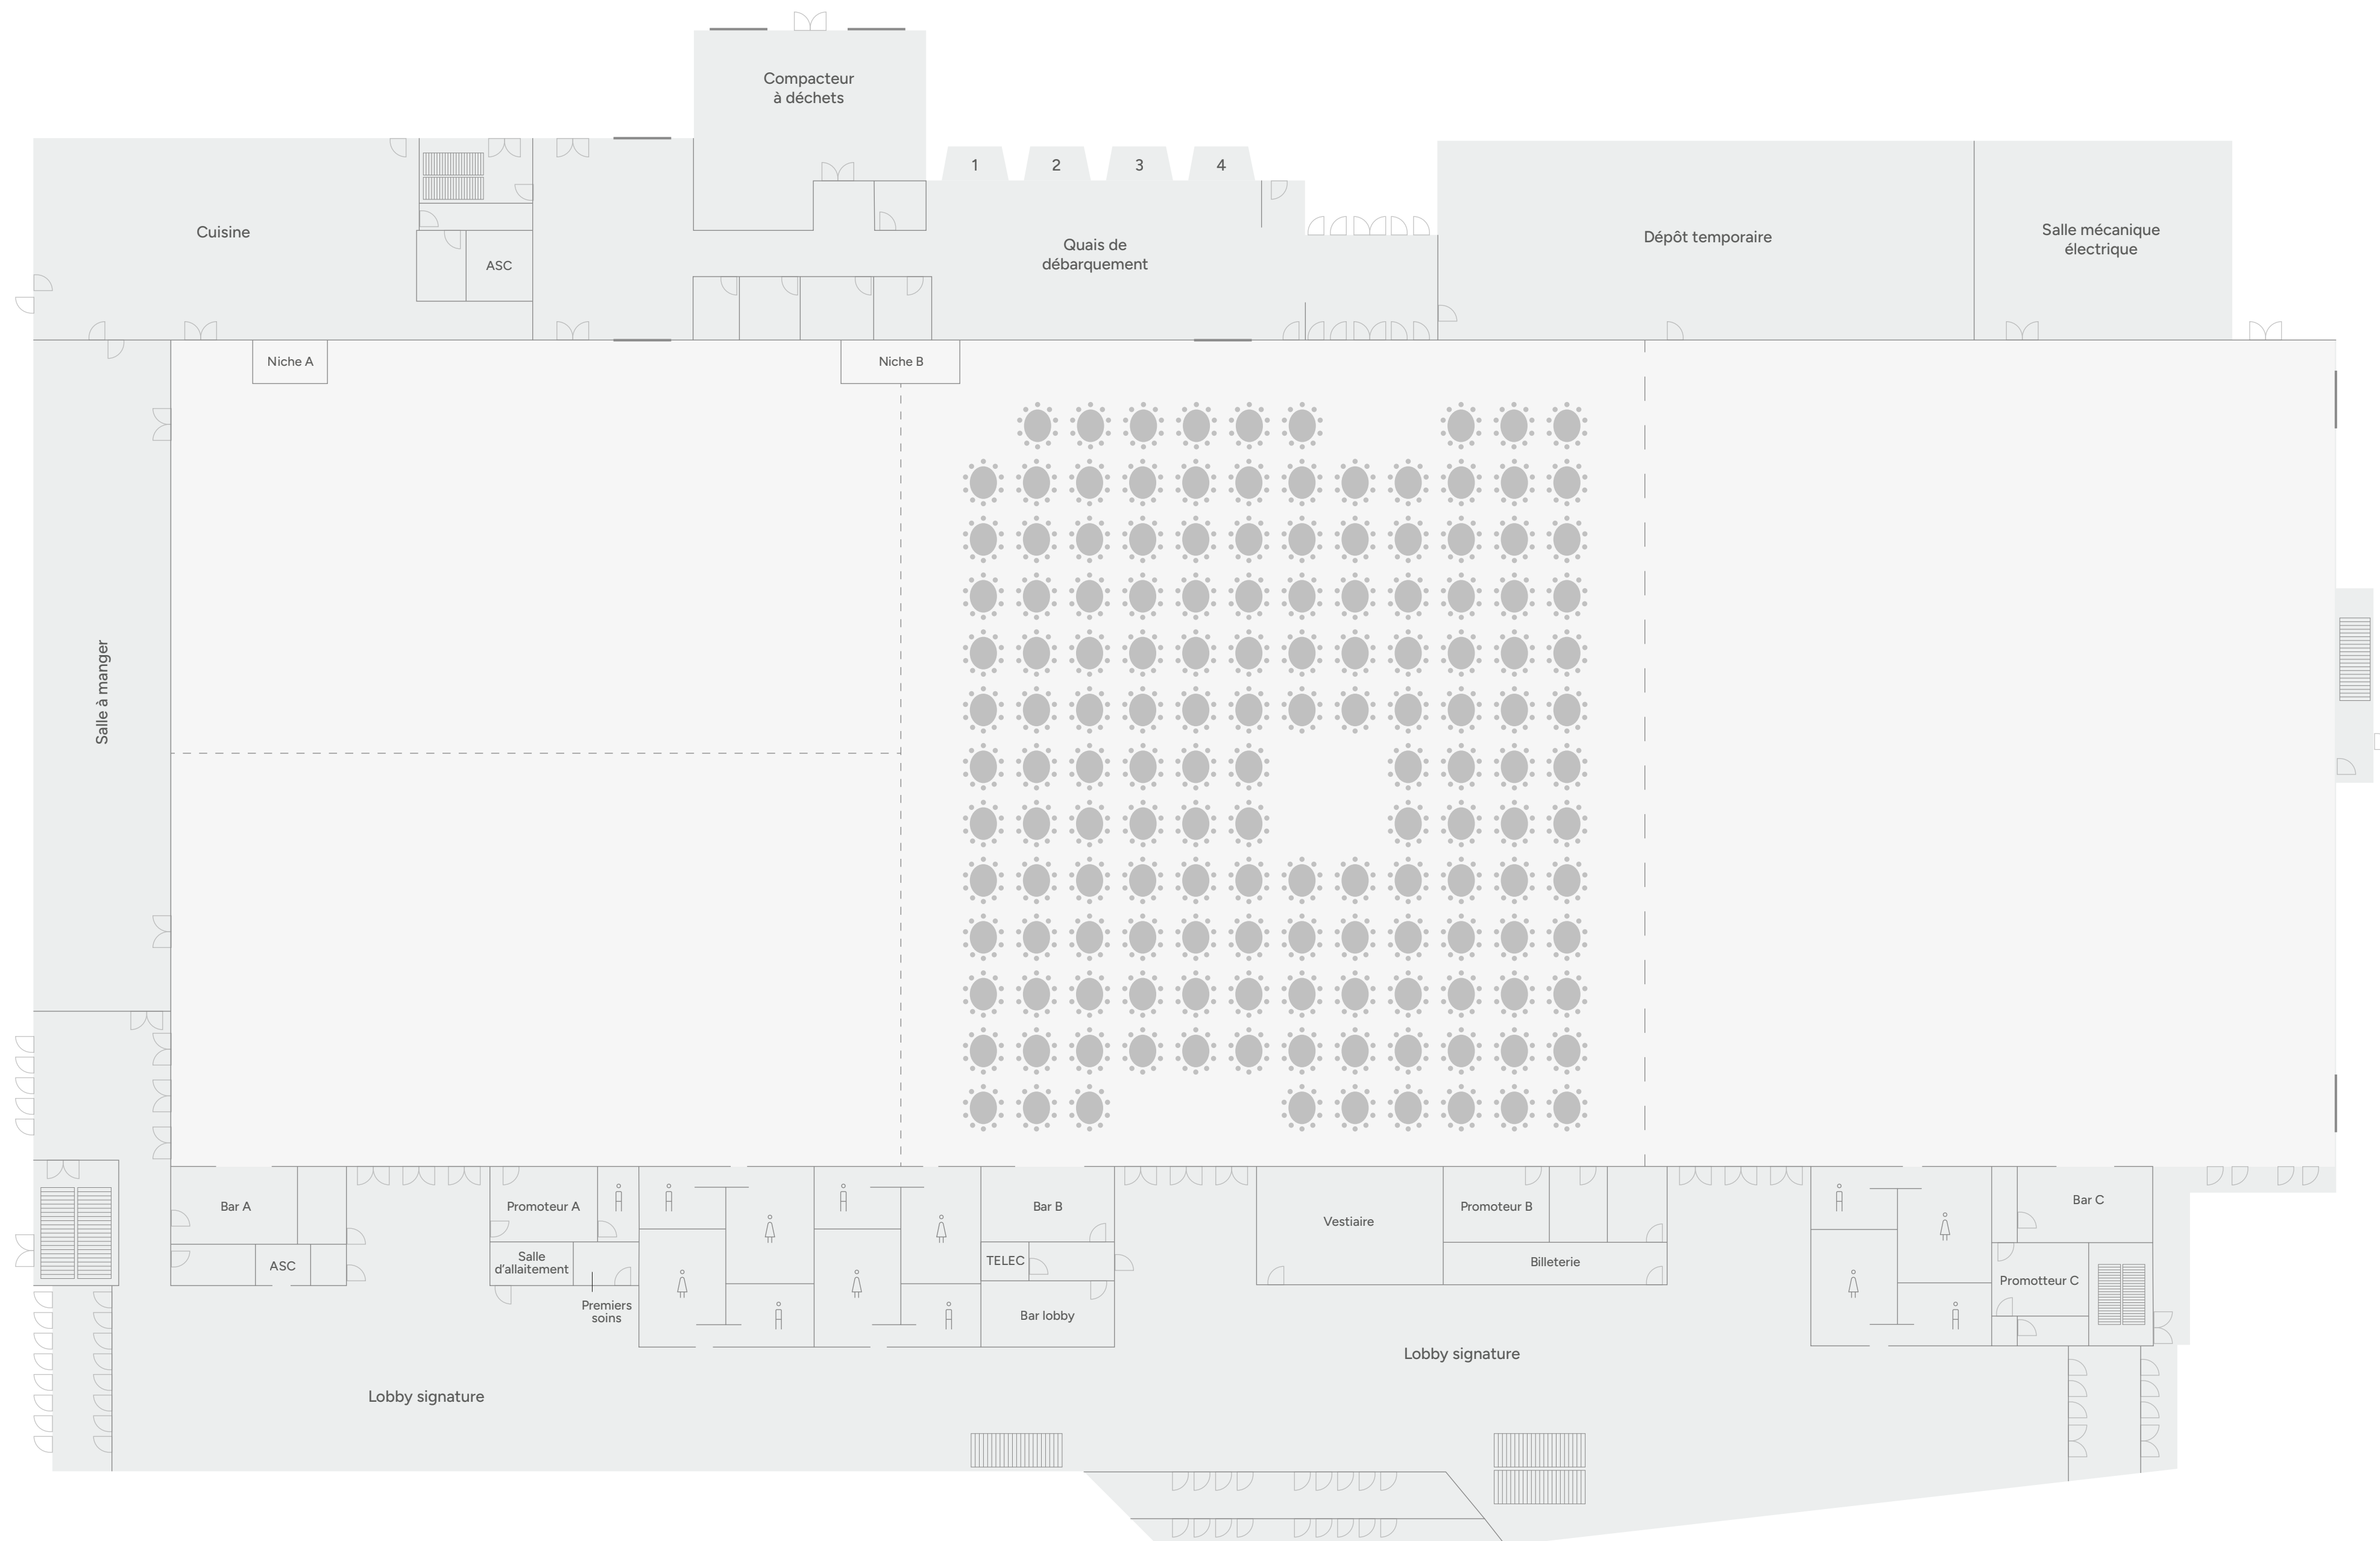 Compacteur
à déchets
1
2
3
4
Cuisine
ASC
Quais de
débarquement
Dépôt temporaire
Salle mécanique
électrique
Niche A
Niche B
Salle à manger
Bar A
ASC
Promoteur A
Salle
d'allaitement
Premiers
soins
Bar B
TELEC
Bar lobby
Vestiaire
Promoteur B
Billeterie
Bar C
Promotteur C
Lobby signature
Lobby signature